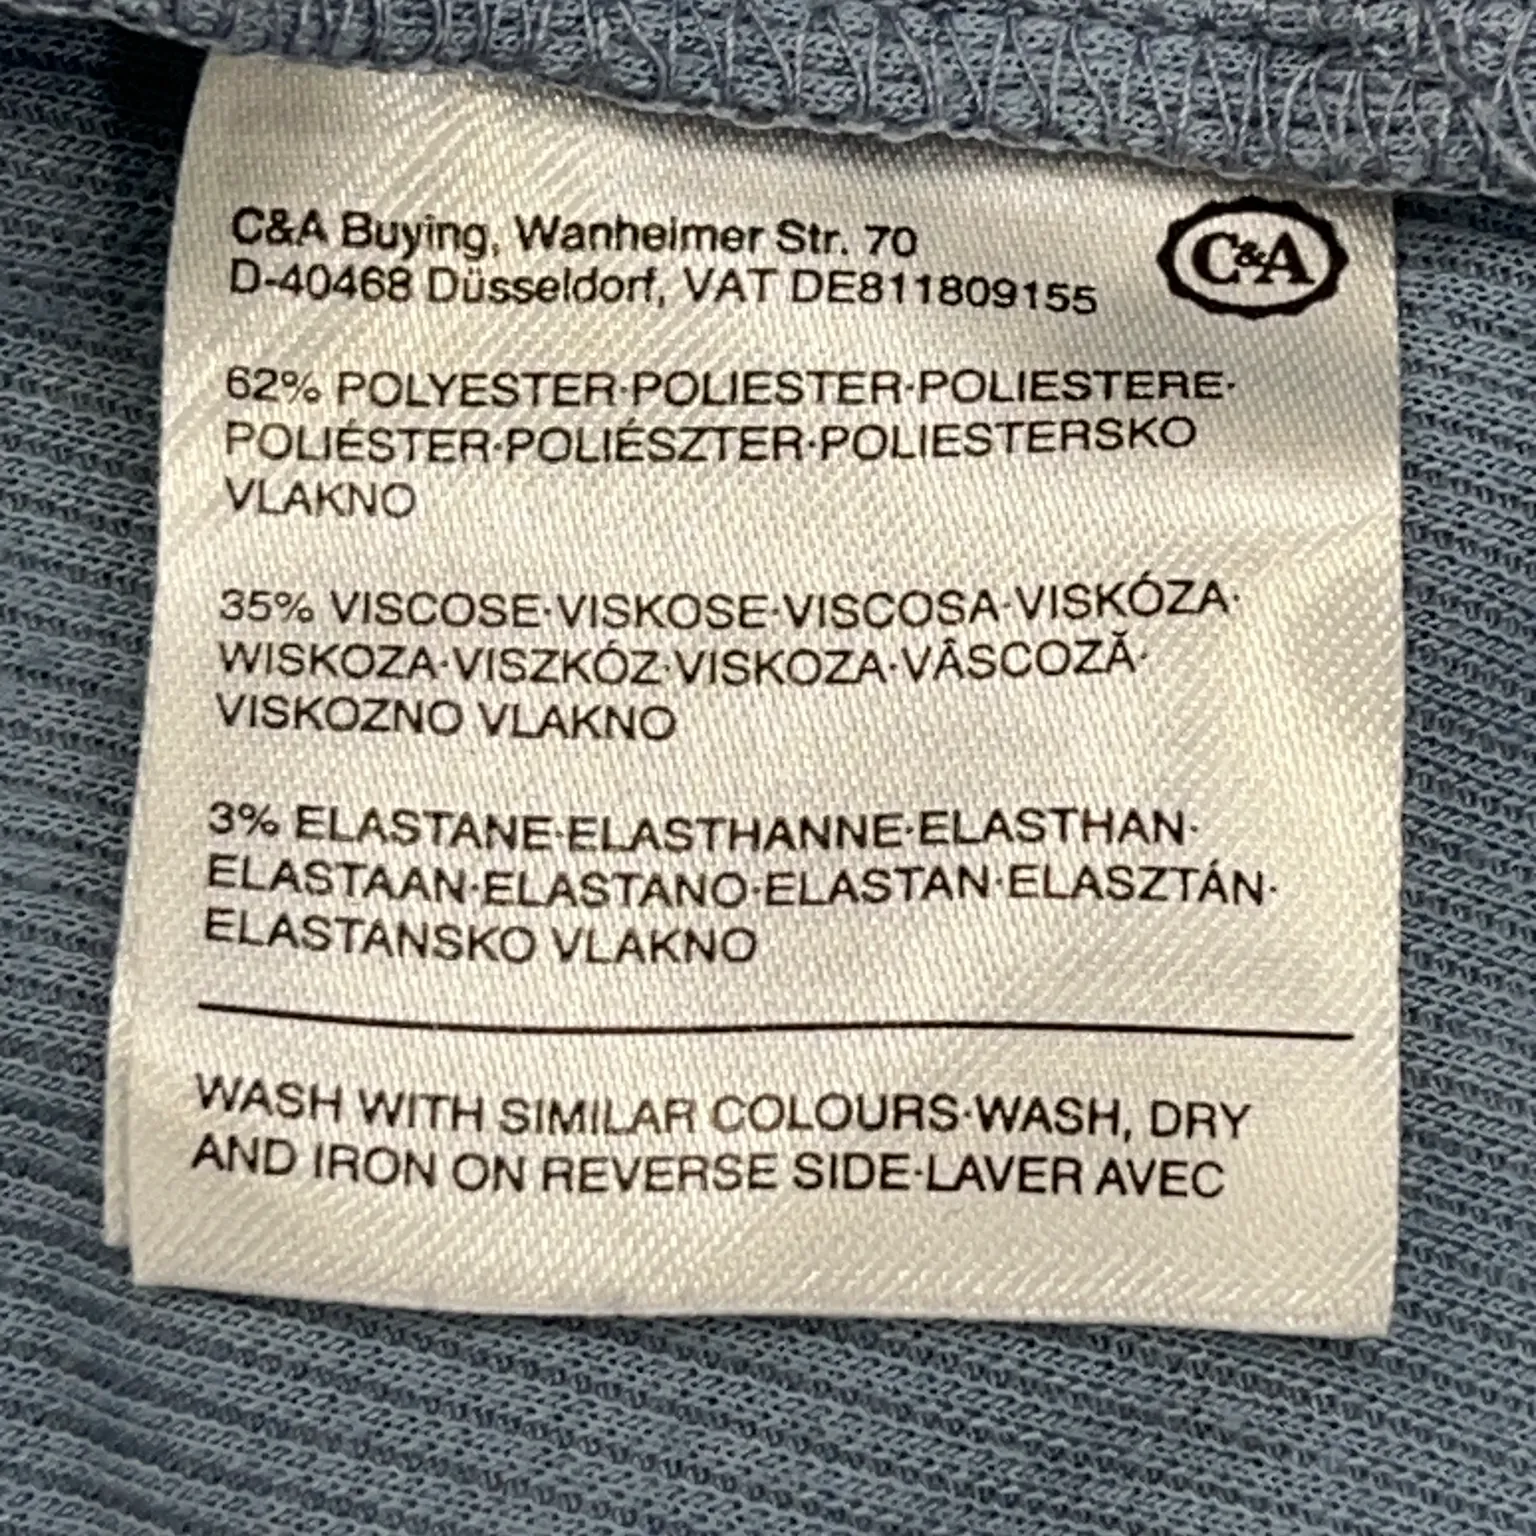 C&A Buying, Wanheimer Str. 70
D-40468 Düsseldorf, VAT DE811809155
C&A
62% POLYESTER·POLIESTER·POLIESTERE·
POLIÉSTER·POLIÉSZTER·POLIESTERSKO
VLAKNO
35% VISCOSE·VISKOSE·VISCOSA·VISKÓZA·
WISKOZA·VISZKÓZ·VISKOZA·VÂSCOZĂ·
VISKOZNO VLAKNO
3% ELASTANE·ELASTHANNE·ELASTHAN·
ELASTAAN·ELASTANO·ELASTAN·ELASZTÁN·
ELASTANSKO VLAKNO
WASH WITH SIMILAR COLOURS·WASH, DRY
AND IRON ON REVERSE SIDE·LAVER AVEC